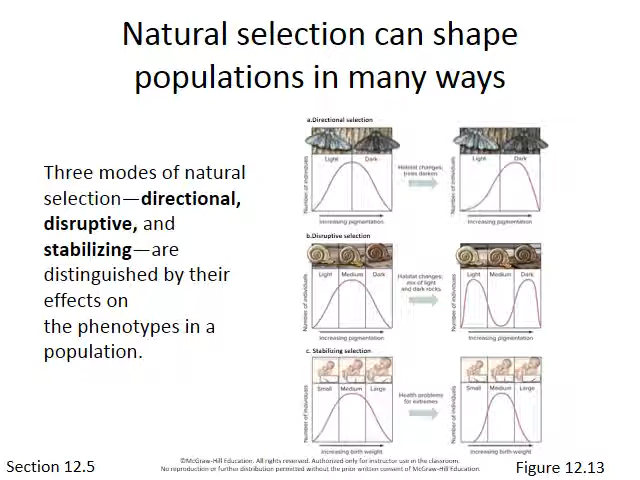 Natural selection can shape
populations in many ways
Three modes of natural
selection—directional,
disruptive, and
stabilizing—are
distinguished by their
effects on
the phenotypes in a
population.
a.Directional selection
Light Dark
Number of individuals
Increasing pigmentation
Habitat changes;
trees darken
Light Dark
Number of individuals
Increasing pigmentation
b.Disruptive selection
Light Medium Dark
Number of individuals
Increasing pigmentation
Habitat changes;
mix of light
and dark rocks
Light Medium Dark
Number of individuals
Increasing pigmentation
c. Stabilizing selection
Small Medium Large
Number of individuals
Increasing birth weight
Health problems
for extremes
Small Medium Large
Number of individuals
Increasing birth weight
Section 12.5
©McGraw-Hill Education. All rights reserved. Authorized only for instructor use in the classroom.
No reproduction or further distribution permitted without the prior written consent of McGraw-Hill Education.
Figure 12.13